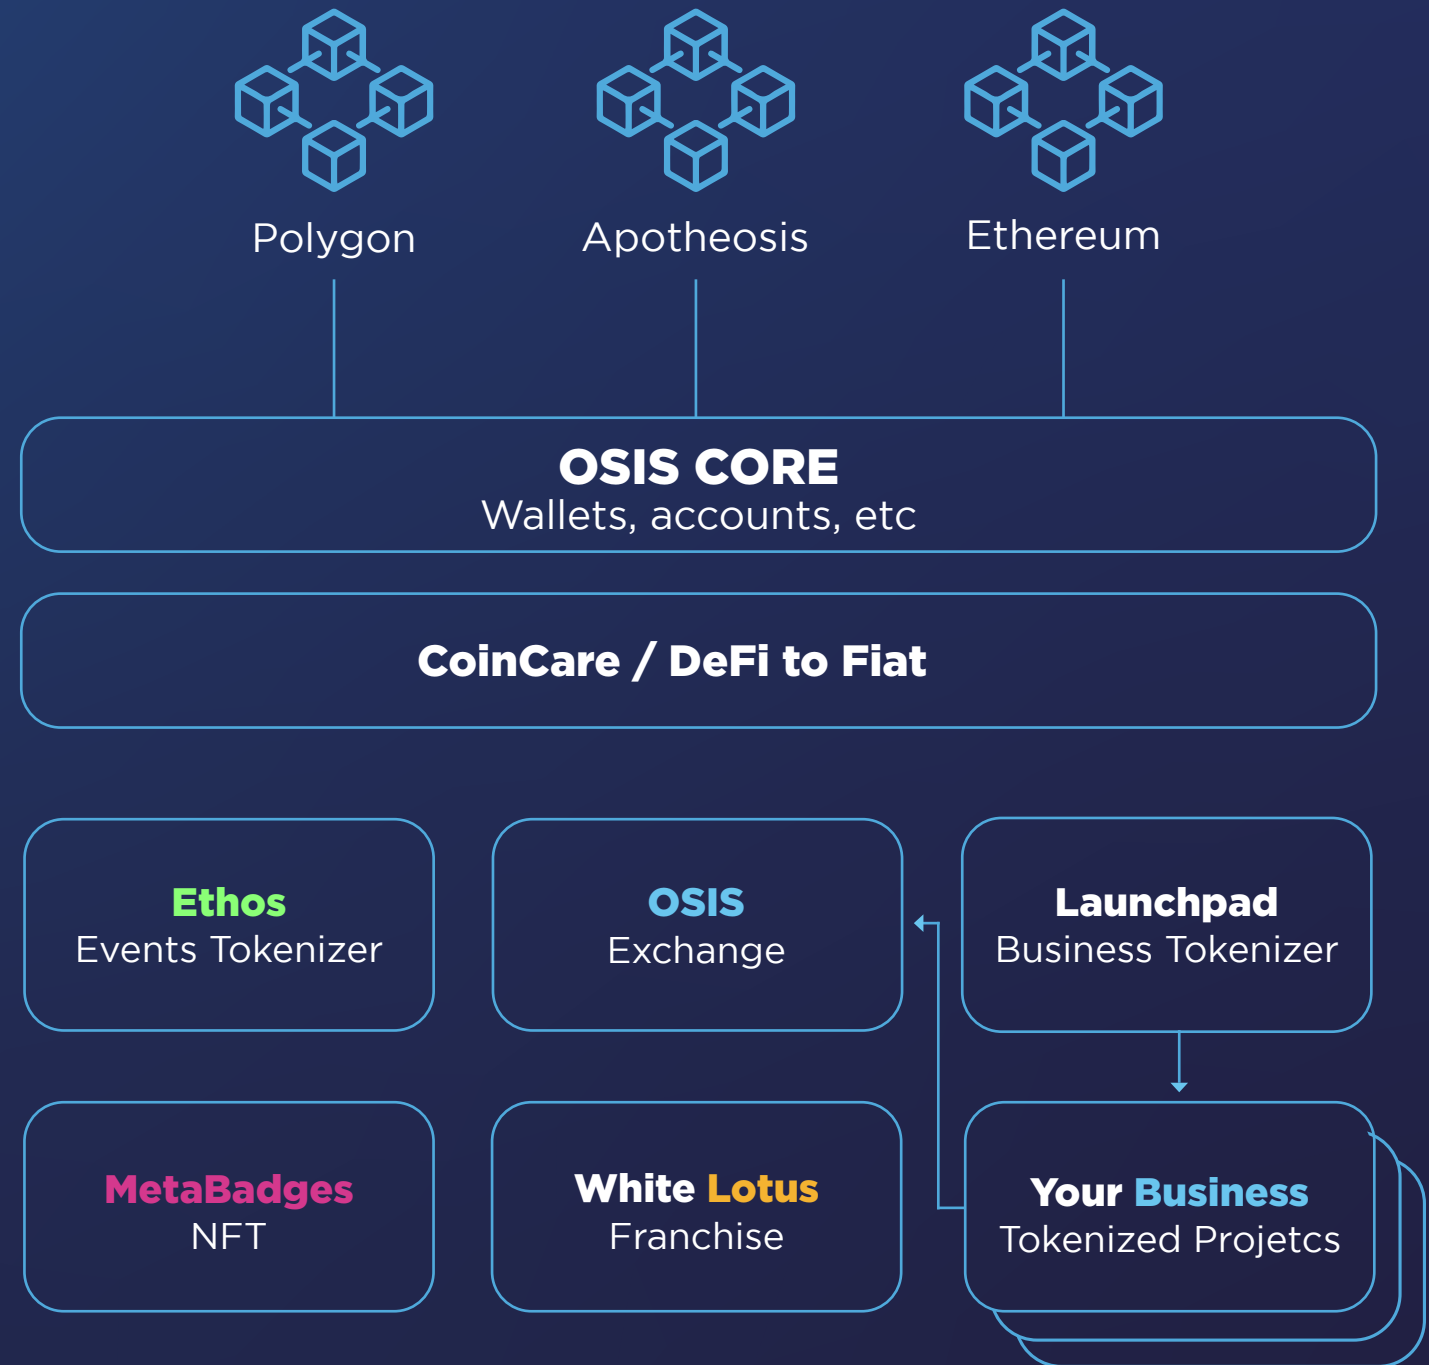 Polygon
Apotheosis
Ethereum
OSIS CORE
Wallets, accounts, etc
CoinCare / DeFi to Fiat
Ethos
Events Tokenizer
OSIS
Exchange
Launchpad
Business Tokenizer
MetaBadges
NFT
White Lotus
Franchise
Your Business
Tokenized Projetcs